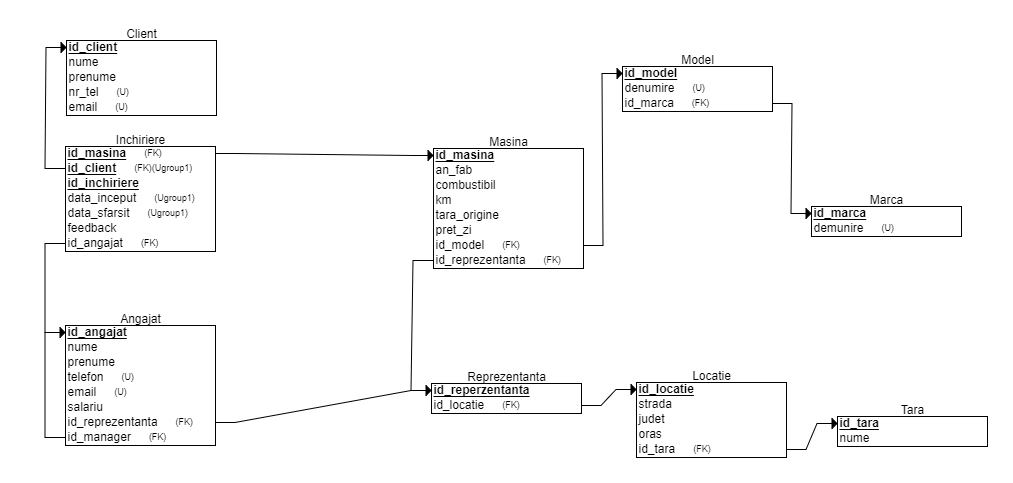 Client
id_client
nume
prenume
nr_tel (U)
email (U)
Inchiriere
id_masina (FK)
id_client (FK)(Ugroup1)
id_inchiriere
data_inceput (Ugroup1)
data_sfarsit (Ugroup1)
feedback
id_angajat (FK)
Angajat
id_angajat
nume
prenume
telefon (U)
email (U)
salariu
id_reprezentanta (FK)
id_manager (FK)
Masina
id_masina
an_fab
combustibil
km
tara_origine
pret_zi
id_model (FK)
id_reprezentanta (FK)
Reprezentanta
id_reperzentanta
id_locatie (FK)
Model
id_model
denumire (U)
id_marca (FK)
Marca
id_marca
demunire (U)
Locatie
id_locatie
strada
judet
oras
id_tara (FK)
Tara
id_tara
nume